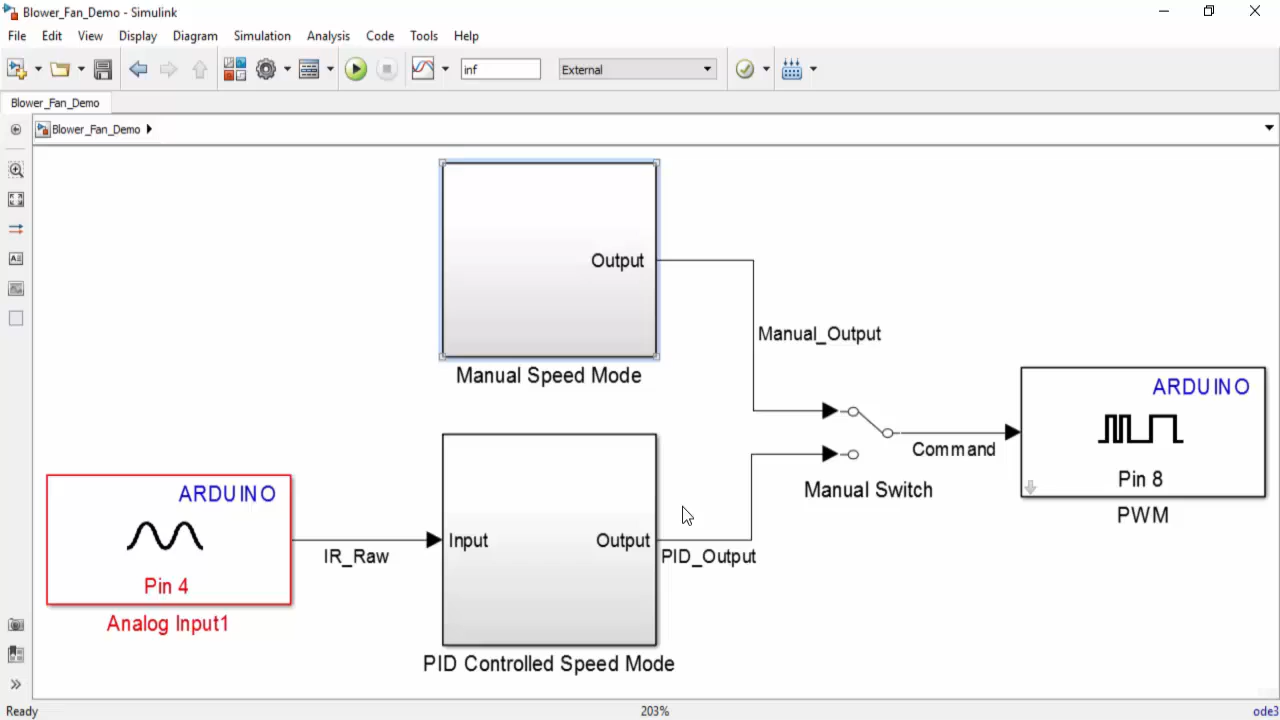 Blower_Fan_Demo - Simulink
File Edit View Display Diagram Simulation Analysis Code Tools Help
inf External
Blower_Fan_Demo
Blower_Fan_Demo
Output
Manual_Output
Manual Speed Mode
ARDUINO
Pin 8
PWM
Command
Manual Switch
ARDUINO
Pin 4
Analog Input1
IR_Raw
Input Output
PID_Output
PID Controlled Speed Mode
Ready 203% ode3